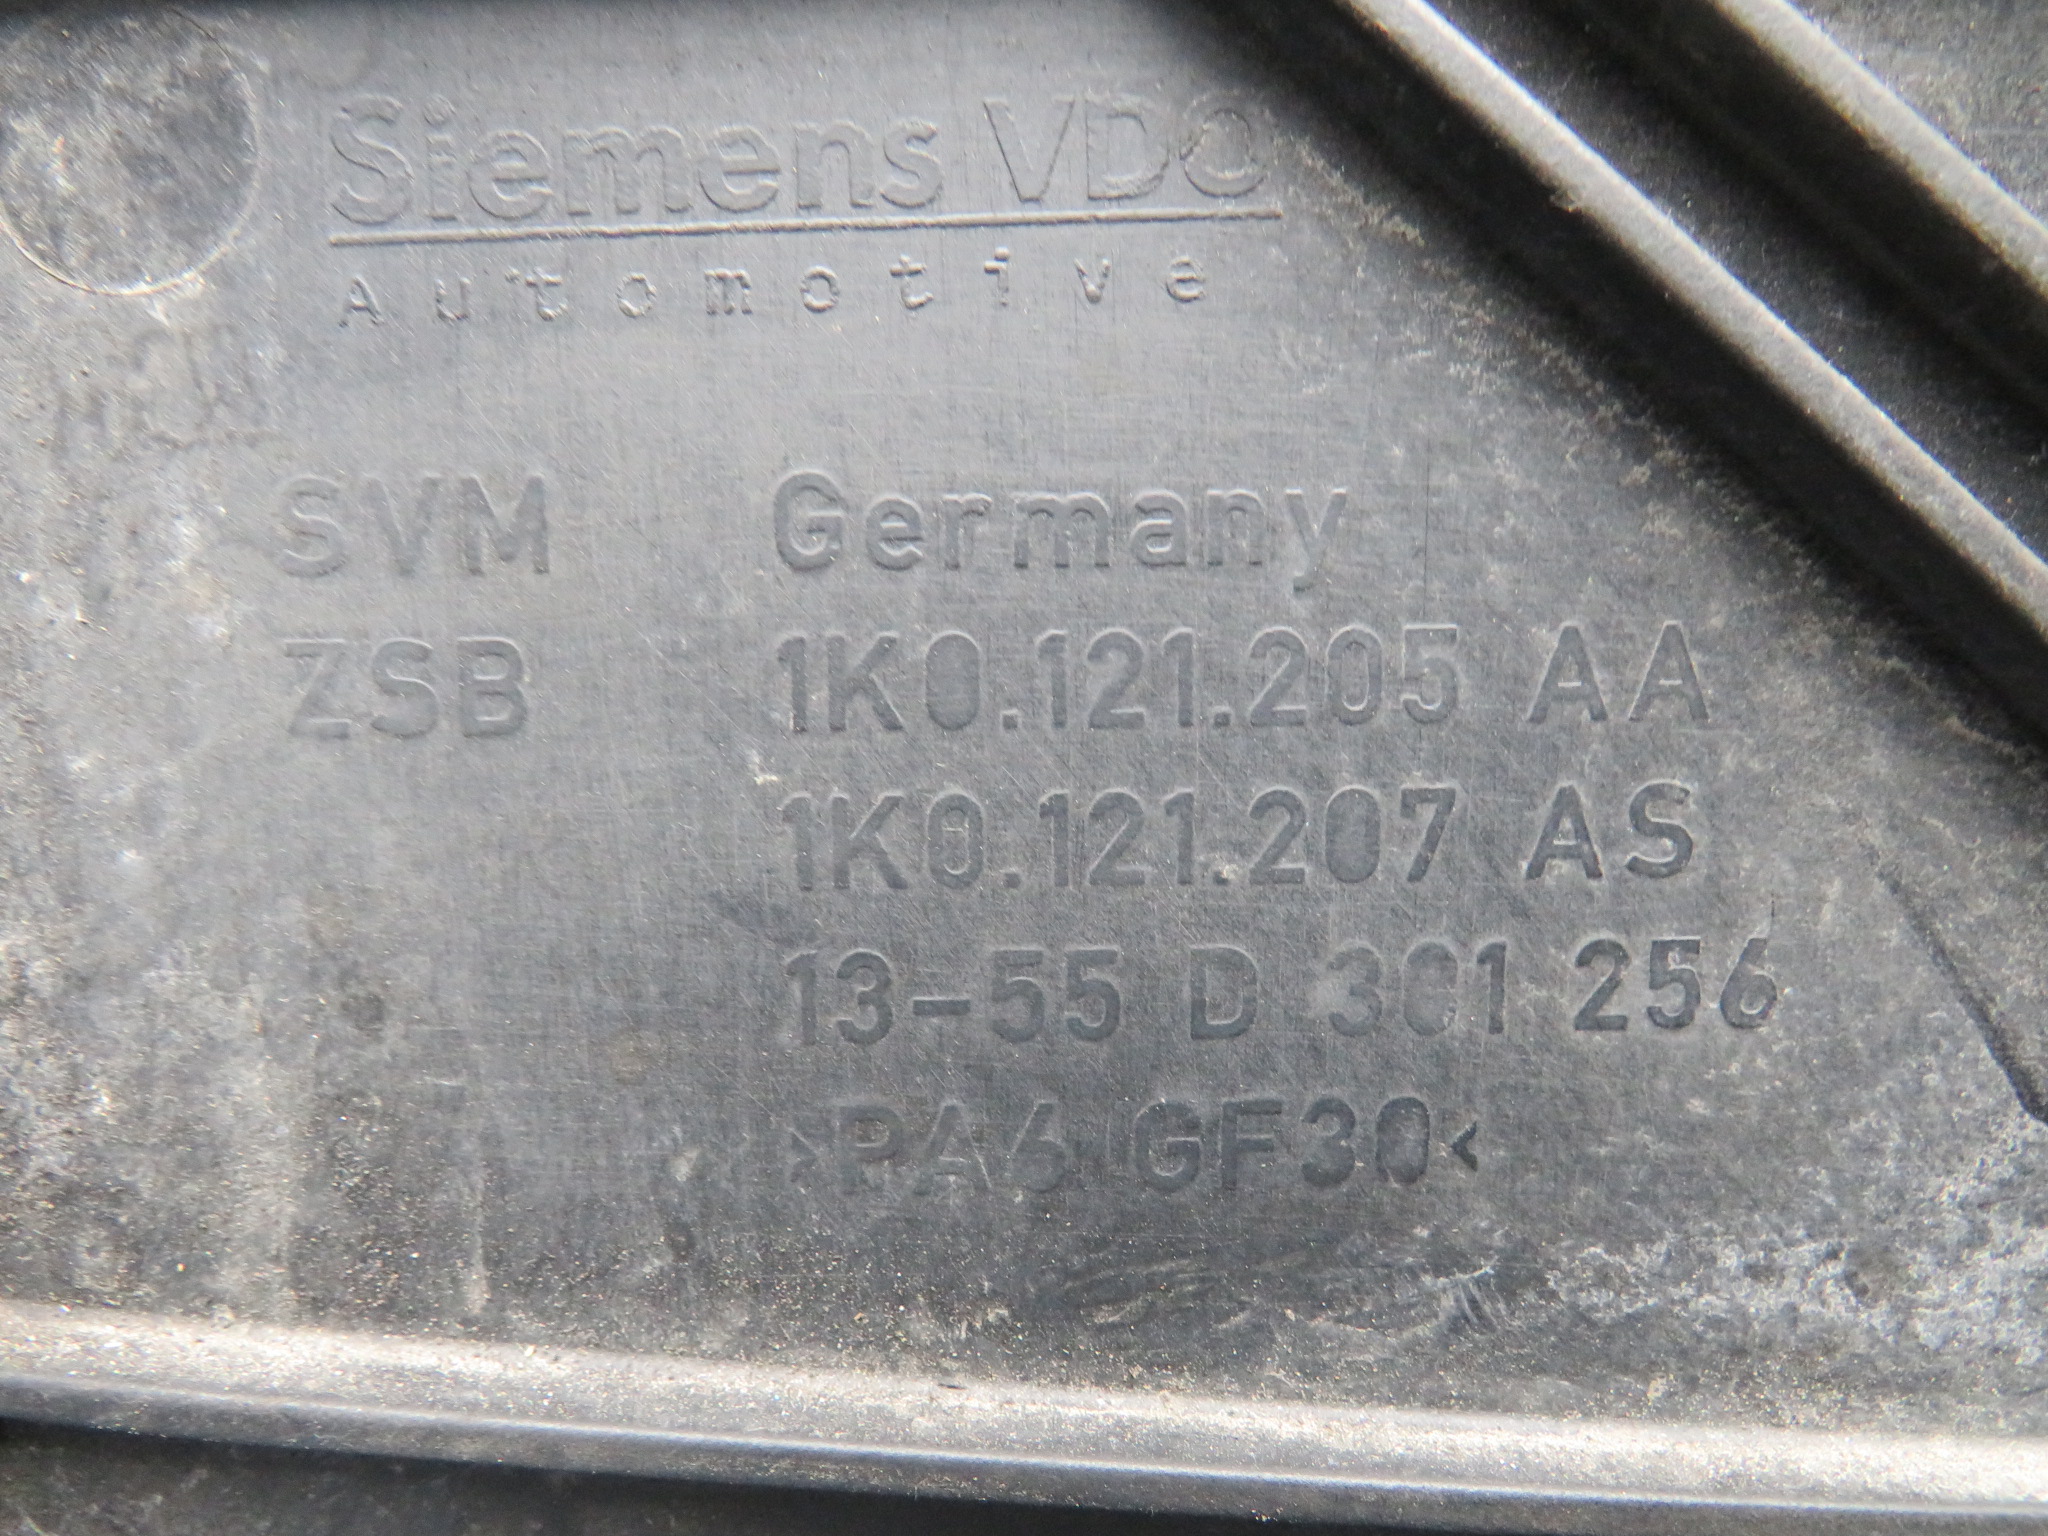 Siemens VDO
Automotive
SVM Germany
ZSB 1K0.121.205 AA
1K0.121.207 AS
13-55 D 301 256
>PA6 GF30<